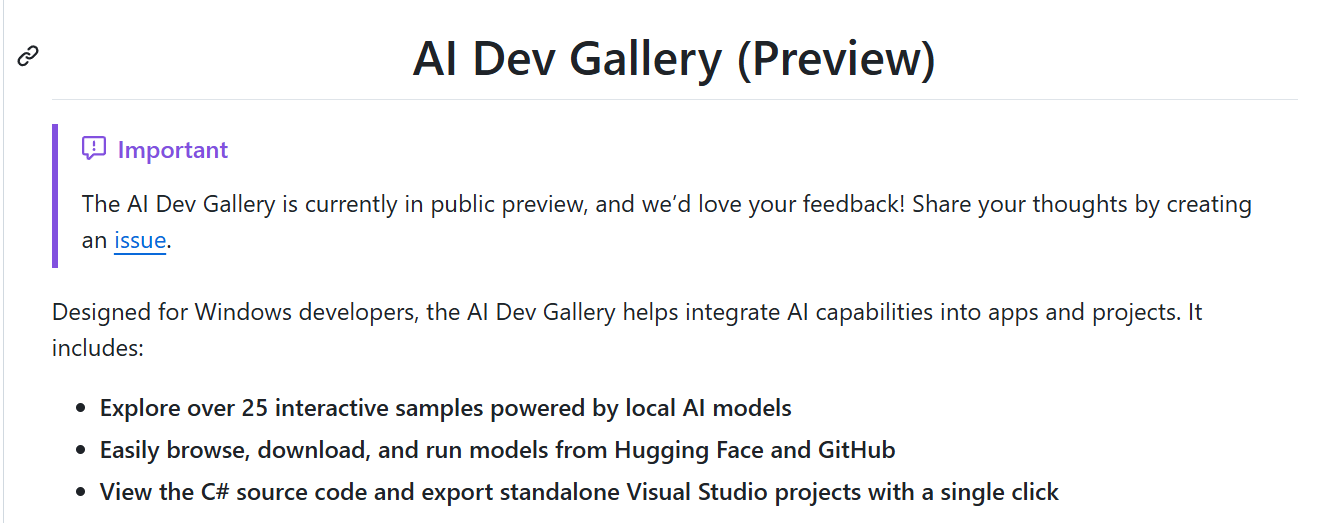 AI Dev Gallery (Preview)
Important
The AI Dev Gallery is currently in public preview, and we’d love your feedback! Share your thoughts by creating
an issue.
Designed for Windows developers, the AI Dev Gallery helps integrate AI capabilities into apps and projects. It
includes:
• Explore over 25 interactive samples powered by local AI models
• Easily browse, download, and run models from Hugging Face and GitHub
• View the C# source code and export standalone Visual Studio projects with a single click